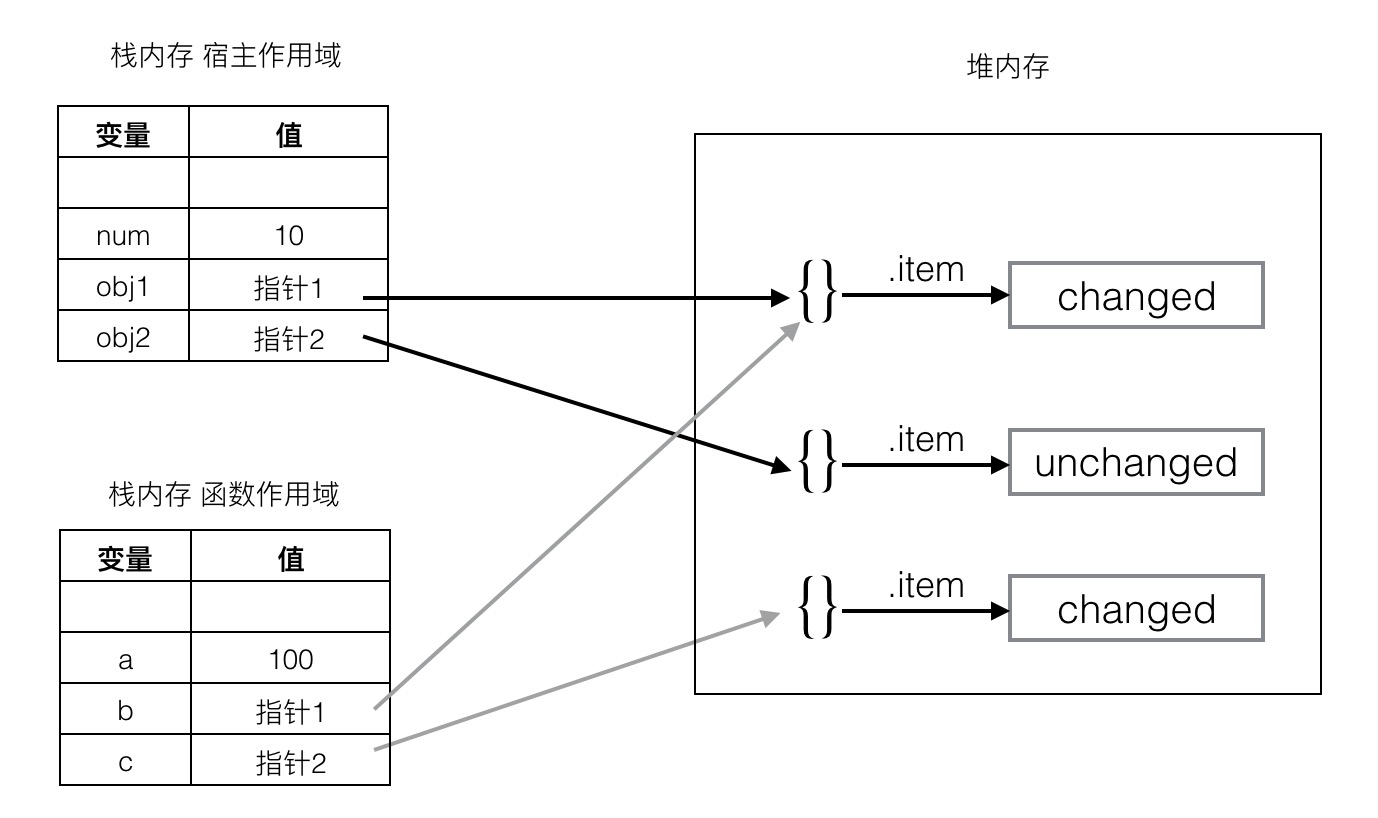 栈内存 宿主作用域
变量 值
num 10
obj1 指针1
obj2 指针2
栈内存 函数作用域
变量 值
a 100
b 指针1
c 指针2
堆内存
{} .item changed
{} .item unchanged
{} .item changed